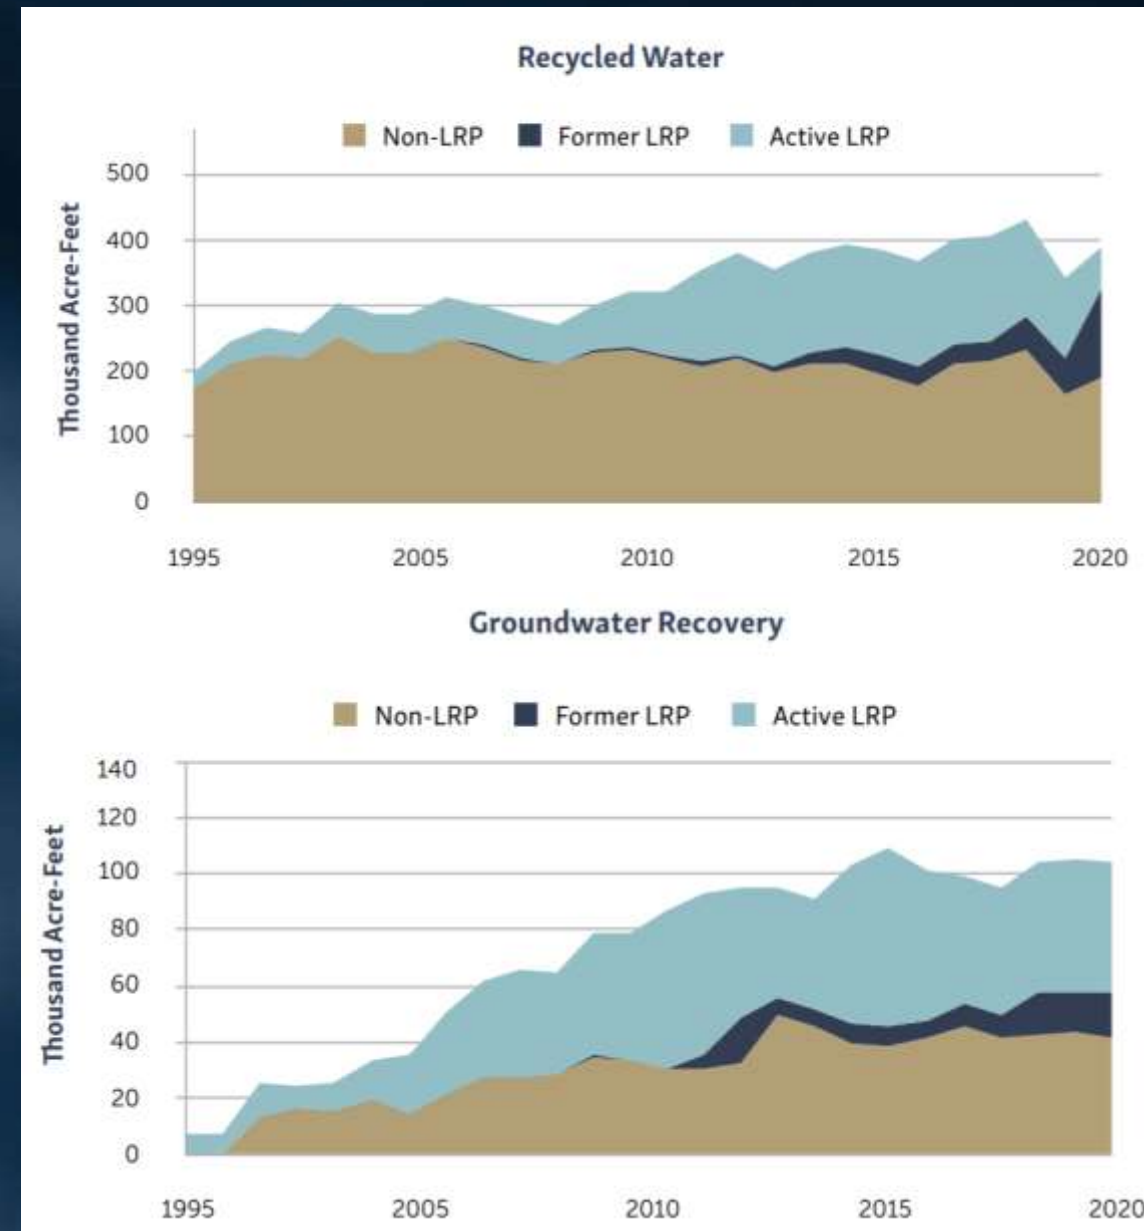 Recycled Water
Non-LRP Former LRP Active LRP
Thousand Acre-Feet
500
400
300
200
100
0
1995 2005 2010 2015 2020
Groundwater Recovery
Non-LRP Former LRP Active LRP
Thousand Acre-Feet
140
120
100
80
60
40
20
0
1995 2005 2010 2015 2020